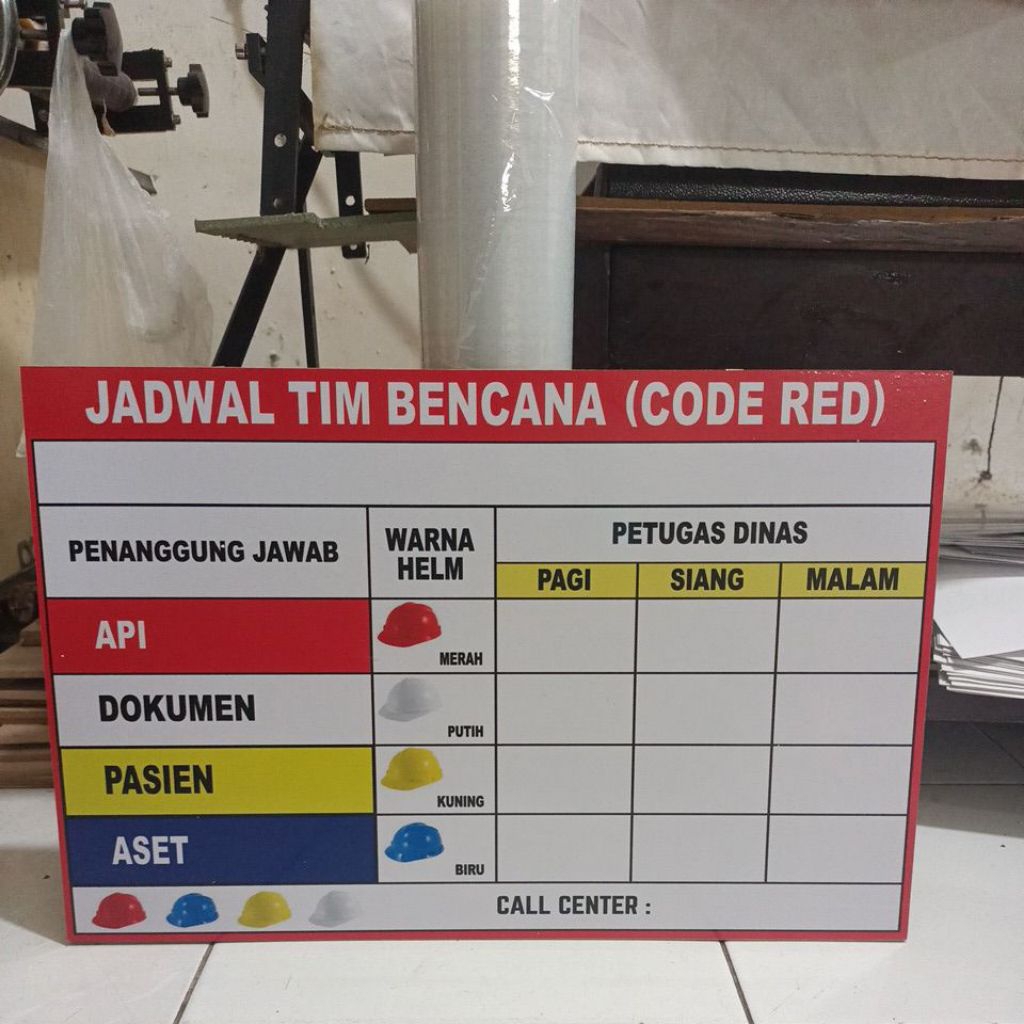 JADWAL TIM BENCANA (CODE RED)
PENANGGUNG JAWAB
WARNA
HELM
PETUGAS DINAS
PAGI SIANG MALAM
API
MERAH
DOKUMEN
PUTIH
PASIEN
KUNING
ASET
BIRU
CALL CENTER :